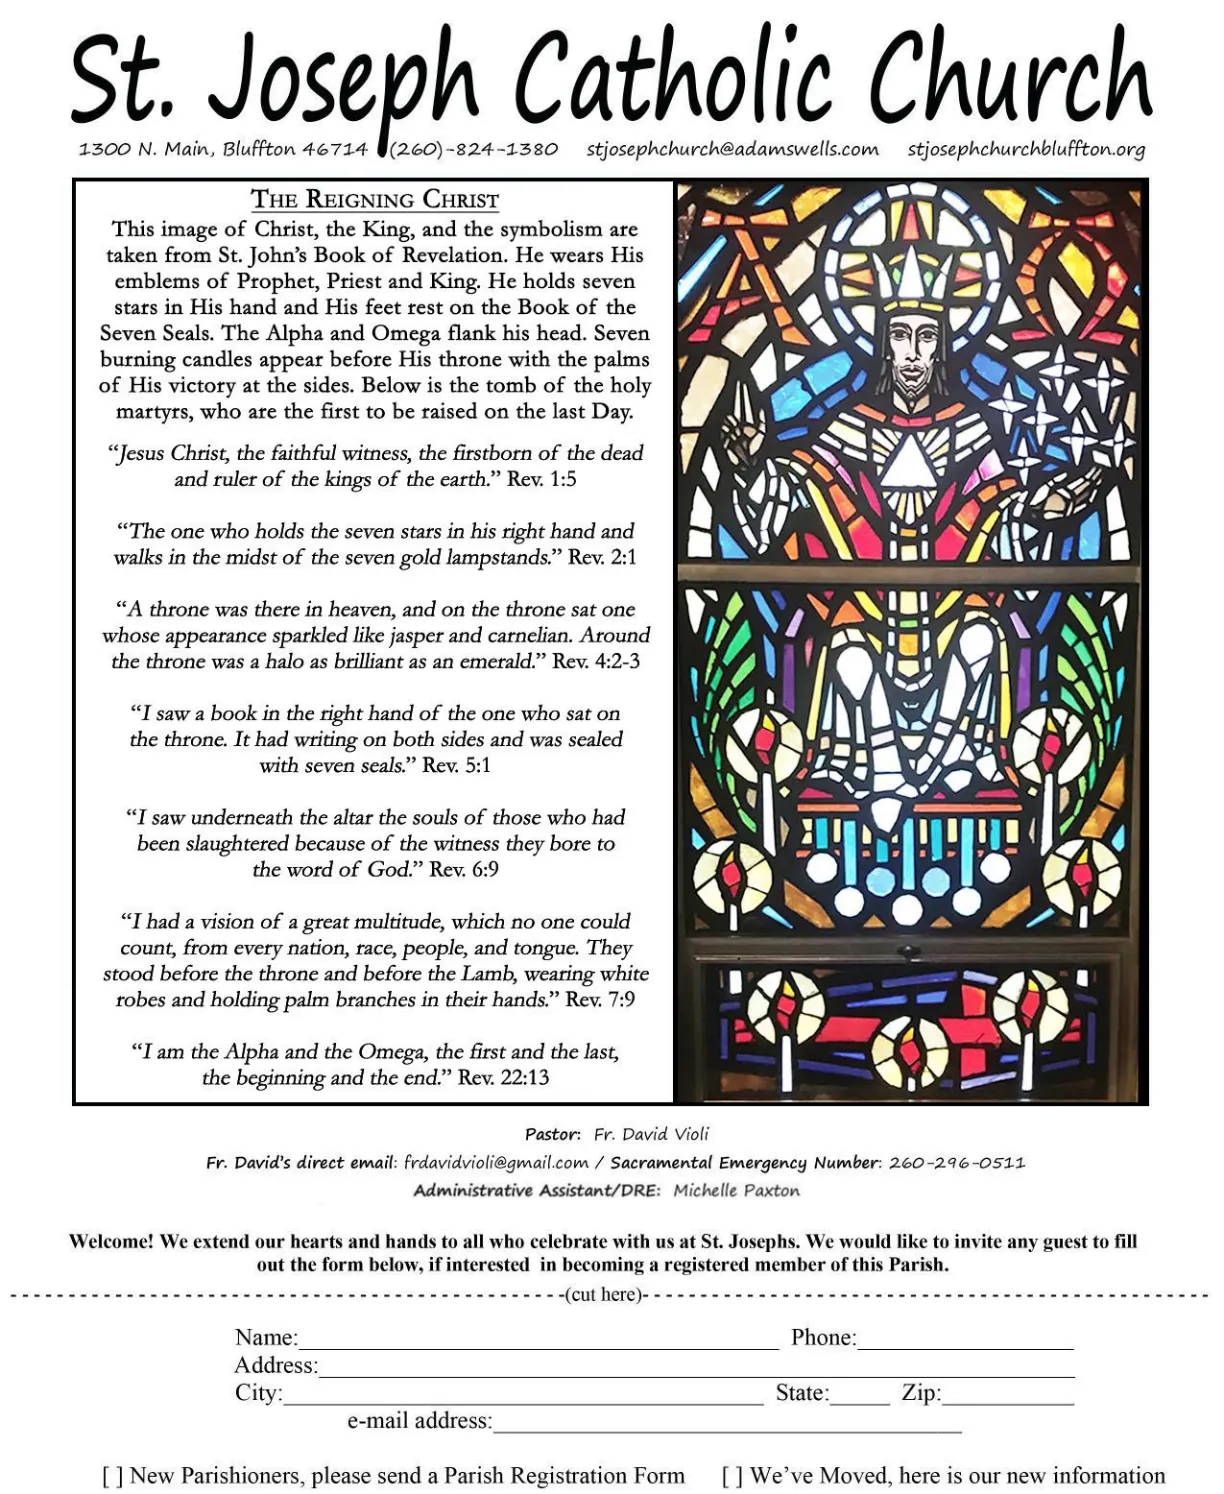 St. Joseph Catholic Church
1300 N. Main, Bluffton 46714 (260)-824-1380 stjosephchurch@adamswells.com stjosephchurchbluffton.org
THE REIGNING CHRIST
This image of Christ, the King, and the symbolism are
taken from St. John's Book of Revelation. He wears His
emblems of Prophet, Priest and King. He holds seven
stars in His hand and His feet rest on the Book of the
Seven Seals. The Alpha and Omega flank his head. Seven
burning candles appear before His throne with the palms
of His victory at the sides. Below is the tomb of the holy
martyrs, who are the first to be raised on the last Day.
“Jesus Christ, the faithful witness, the firstborn of the dead
and ruler of the kings of the earth.” Rev. 1:5
“The one who holds the seven stars in his right hand and
walks in the midst of the seven gold lampstands.” Rev. 2:1
“A throne was there in heaven, and on the throne sat one
whose appearance sparkled like jasper and carnelian. Around
the throne was a halo as brilliant as an emerald.” Rev. 4:2-3
“I saw a book in the right hand of the one who sat on
the throne. It had writing on both sides and was sealed
with seven seals.” Rev. 5:1
“I saw underneath the altar the souls of those who had
been slaughtered because of the witness they bore to
the word of God.” Rev. 6:9
“I had a vision of a great multitude, which no one could
count, from every nation, race, people, and tongue. They
stood before the throne and before the Lamb, wearing white
robes and holding palm branches in their hands.” Rev. 7:9
“I am the Alpha and the Omega, the first and the last,
the beginning and the end.” Rev. 22:13
Pastor: Fr. David Violi
Fr. David's direct email: frdavidvioli@gmail.com / Sacramental Emergency Number: 260-296-0511
Administrative Assistant/DRE: Michelle Paxton
Welcome! We extend our hearts and hands to all who celebrate with us at St. Josephs. We would like to invite any guest to fill
out the form below, if interested in becoming a registered member of this Parish.
(cut here)
Name: Phone:
Address:
City: State: Zip:
e-mail address:
[ ] New Parishioners, please send a Parish Registration Form [ ] We've Moved, here is our new information